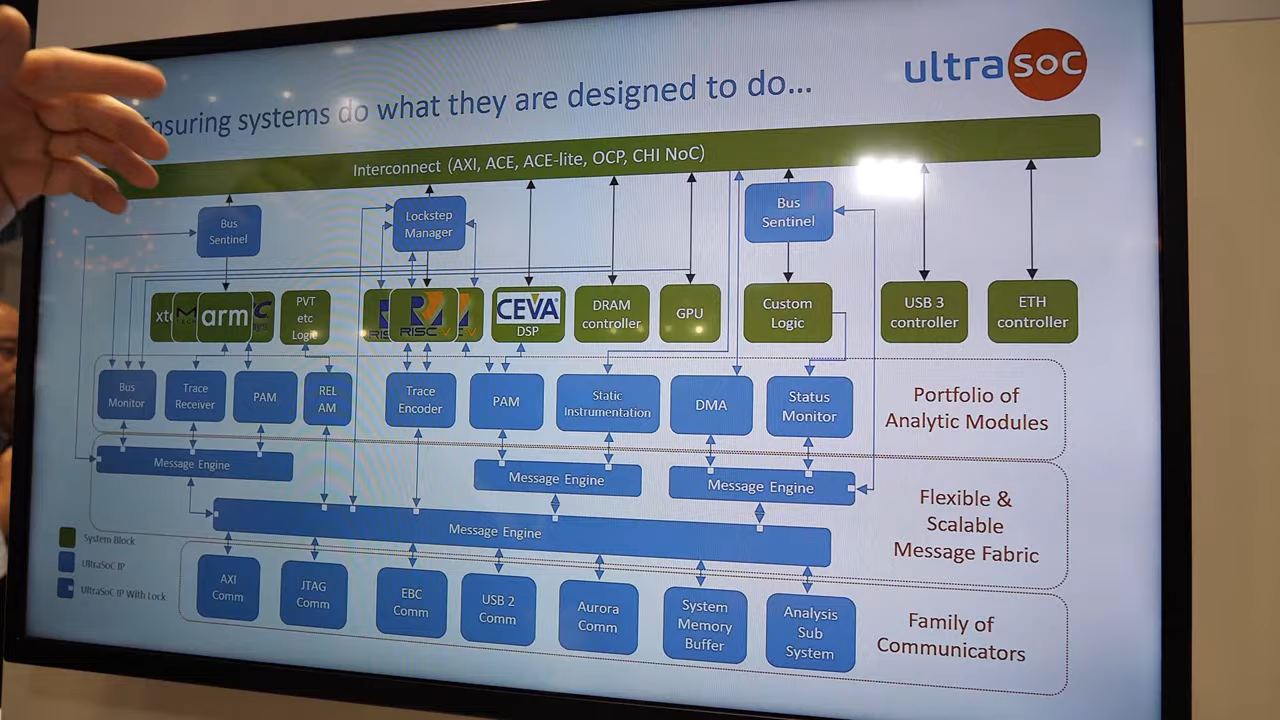 ultrasoc
ensuring systems do what they are designed to do...
Interconnect (AXI, ACE, ACE-lite, OCP, CHI NoC)
Bus
Sentinel
Lockstep
Manager
Bus
Sentinel
arm
PVT
etc
Logic
RISC
CEVA
DSP
DRAM
controller
GPU
Custom
Logic
USB 3
controller
ETH
controller
Bus
Monitor
Trace
Receiver
PAM
REL
AM
Trace
Encoder
PAM
Static
Instrumentation
DMA
Status
Monitor
Portfolio of
Analytic Modules
Message Engine
Message Engine
Message Engine
Message Engine
Flexible &
Scalable
Message Fabric
System Block
UltraSoC IP
UltraSoC IP With Lock
AXI
Comm
JTAG
Comm
EBC
Comm
USB 2
Comm
Aurora
Comm
System
Memory
Buffer
Analysis
Sub
System
Family of
Communicators